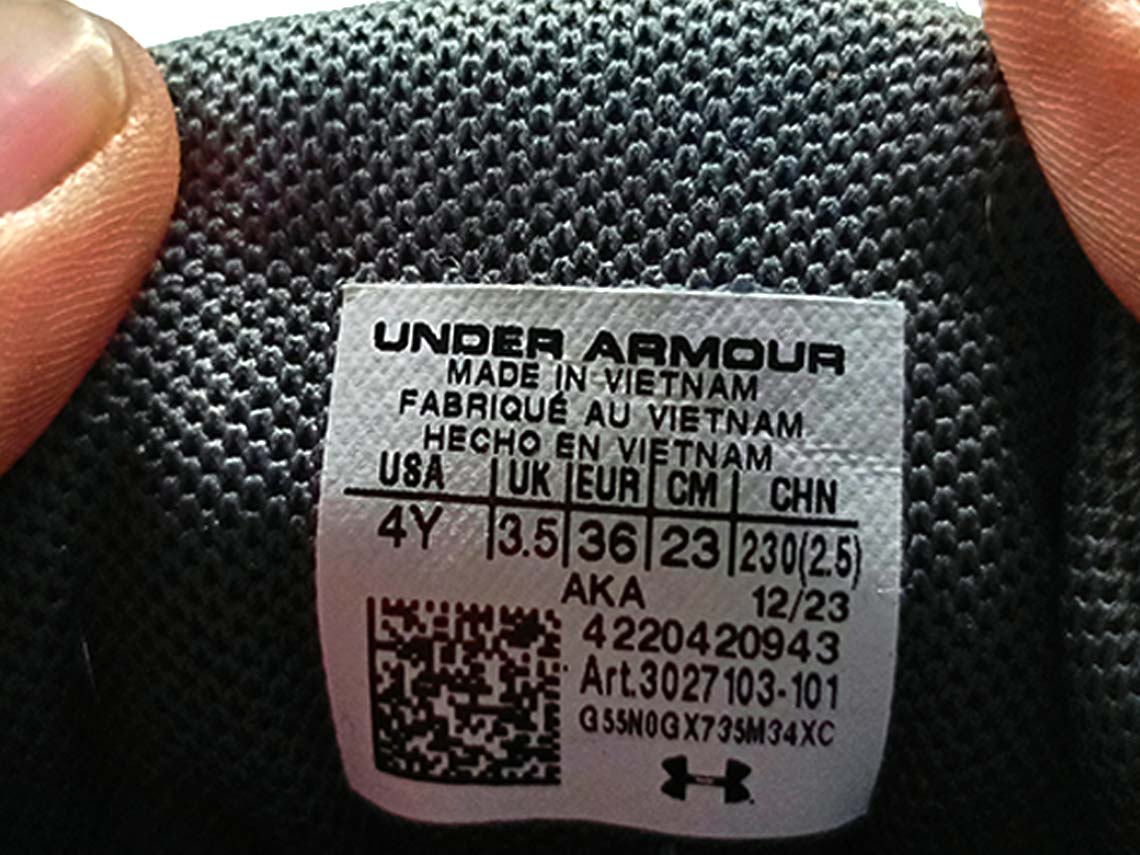 UNDER ARMOUR
MADE IN VIETNAM
FABRIQUÉ AU VIETNAM
HECHO EN VIETNAM
USA UK EUR CM CHN
4Y 3.5 36 23 230(2.5)
AKA 12/23
4220420943
Art.3027103-101
G55N0GX735M34XC